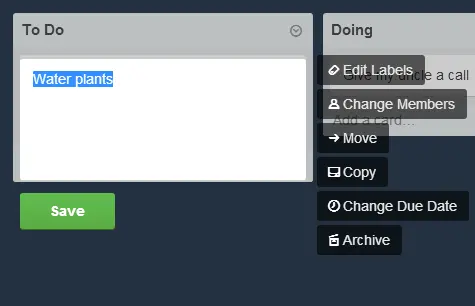 To Do
Water plants
Save
Doing
Give my uncle a call
Add a card...
Edit Labels
Change Members
Move
Copy
Change Due Date
Archive